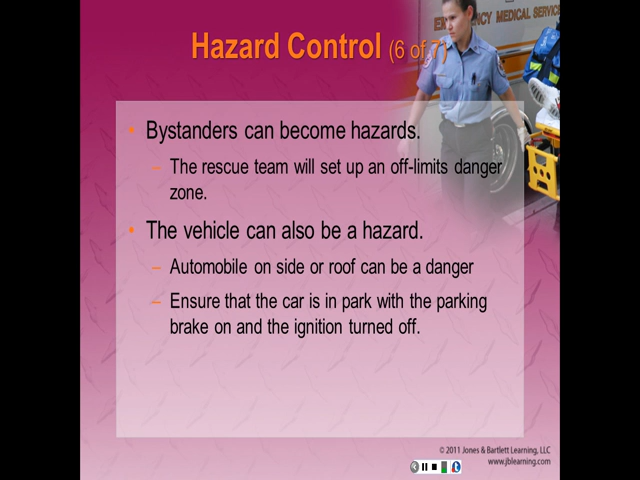 EMERGENCY MEDICAL SERVICE
Hazard Control (6 of 7)
• Bystanders can become hazards.
– The rescue team will set up an off-limits danger
zone.
• The vehicle can also be a hazard.
– Automobile on side or roof can be a danger
– Ensure that the car is in park with the parking
brake on and the ignition turned off.
© 2011 Jones & Bartlett Learning, LLC
www.jblearning.com